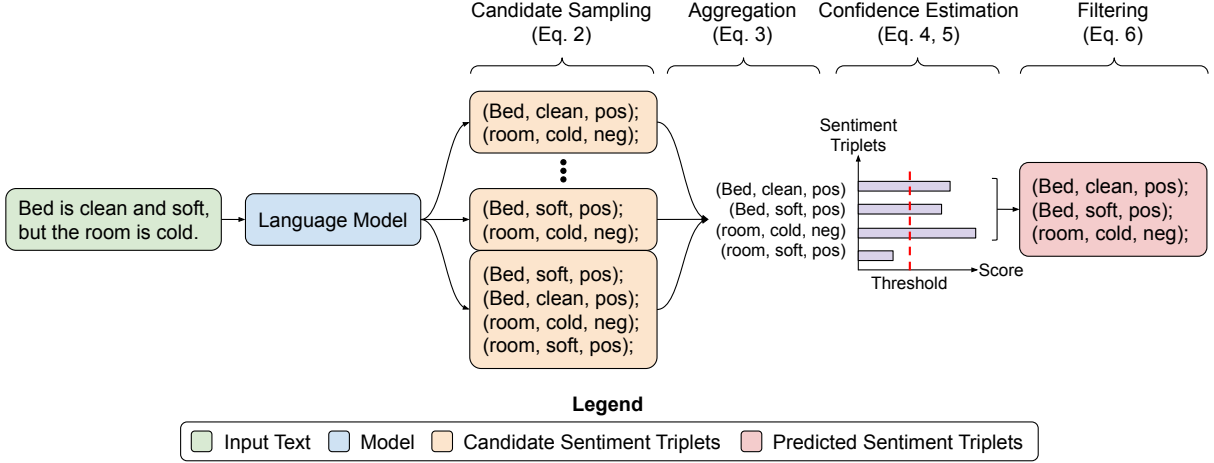 Candidate Sampling
(Eq. 2)
Aggregation
(Eq. 3)
Confidence Estimation
(Eq. 4, 5)
Filtering
(Eq. 6)
Bed is clean and soft,
but the room is cold.
Language Model
(Bed, clean, pos);
(room, cold, neg);
(Bed, soft, pos);
(room, cold, neg);
(Bed, soft, pos);
(Bed, clean, pos);
(room, cold, neg);
(room, soft, pos);
Sentiment
Triplets
(Bed, clean, pos)
(Bed, soft, pos)
(room, cold, neg)
(room, soft, pos)
Threshold
Score
(Bed, clean, pos);
(Bed, soft, pos);
(room, cold, neg);
Legend
Input Text
Model
Candidate Sentiment Triplets
Predicted Sentiment Triplets